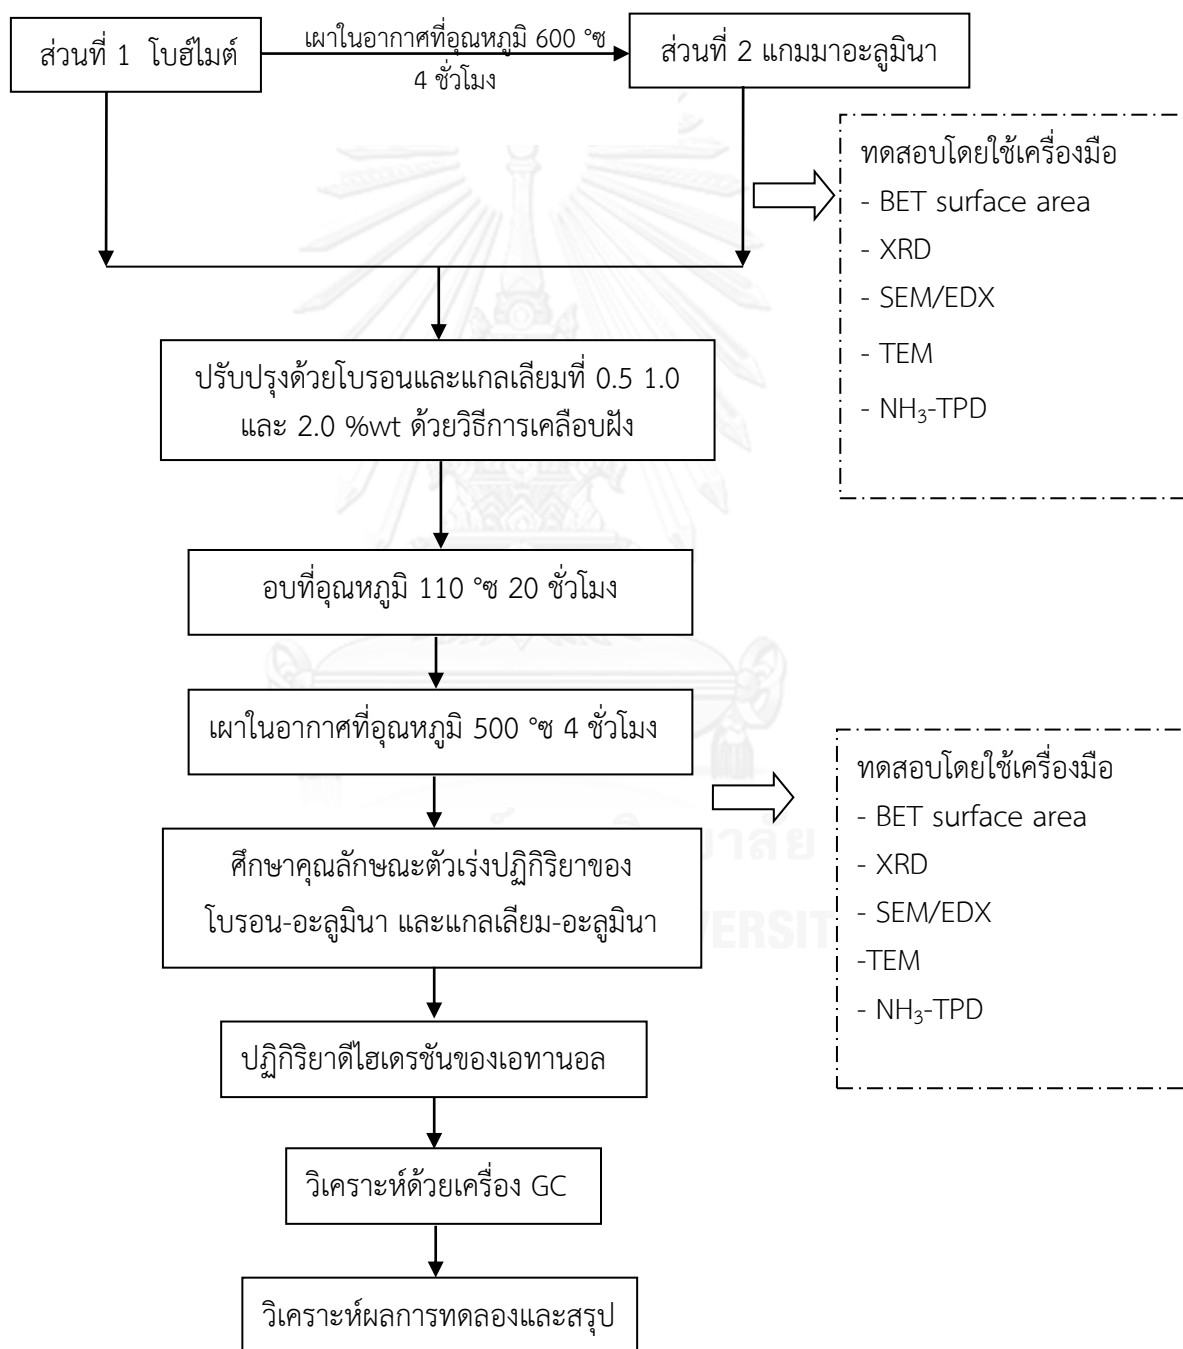 ส่วนที่ 1 โบฮีไมต์
เผาในอากาศที่อุณหภูมิ 600 °ซ
4 ชั่วโมง
ส่วนที่ 2 แกมมาอะลูมินา
ทดสอบโดยใช้เครื่องมือ
- BET surface area
- XRD
- SEM/EDX
- TEM
- NH₃-TPD
ปรับปรุงด้วยโบรอนและแกลเลียมที่ 0.5 1.0
และ 2.0 %wt ด้วยวิธีการเคลือบฝัง
อบที่อุณหภูมิ 110 °ซ 20 ชั่วโมง
เผาในอากาศที่อุณหภูมิ 500 °ซ 4 ชั่วโมง
ทดสอบโดยใช้เครื่องมือ
- BET surface area
- XRD
- SEM/EDX
-TEM
- NH₃-TPD
ศึกษาคุณลักษณะตัวเร่งปฏิกิริยาของ
โบรอน-อะลูมินา และแกลเลียม-อะลูมินา
ปฏิกิริยาดีไฮเดรชันของเอทานอล
วิเคราะห์ด้วยเครื่อง GC
วิเคราะห์ผลการทดลองและสรุป